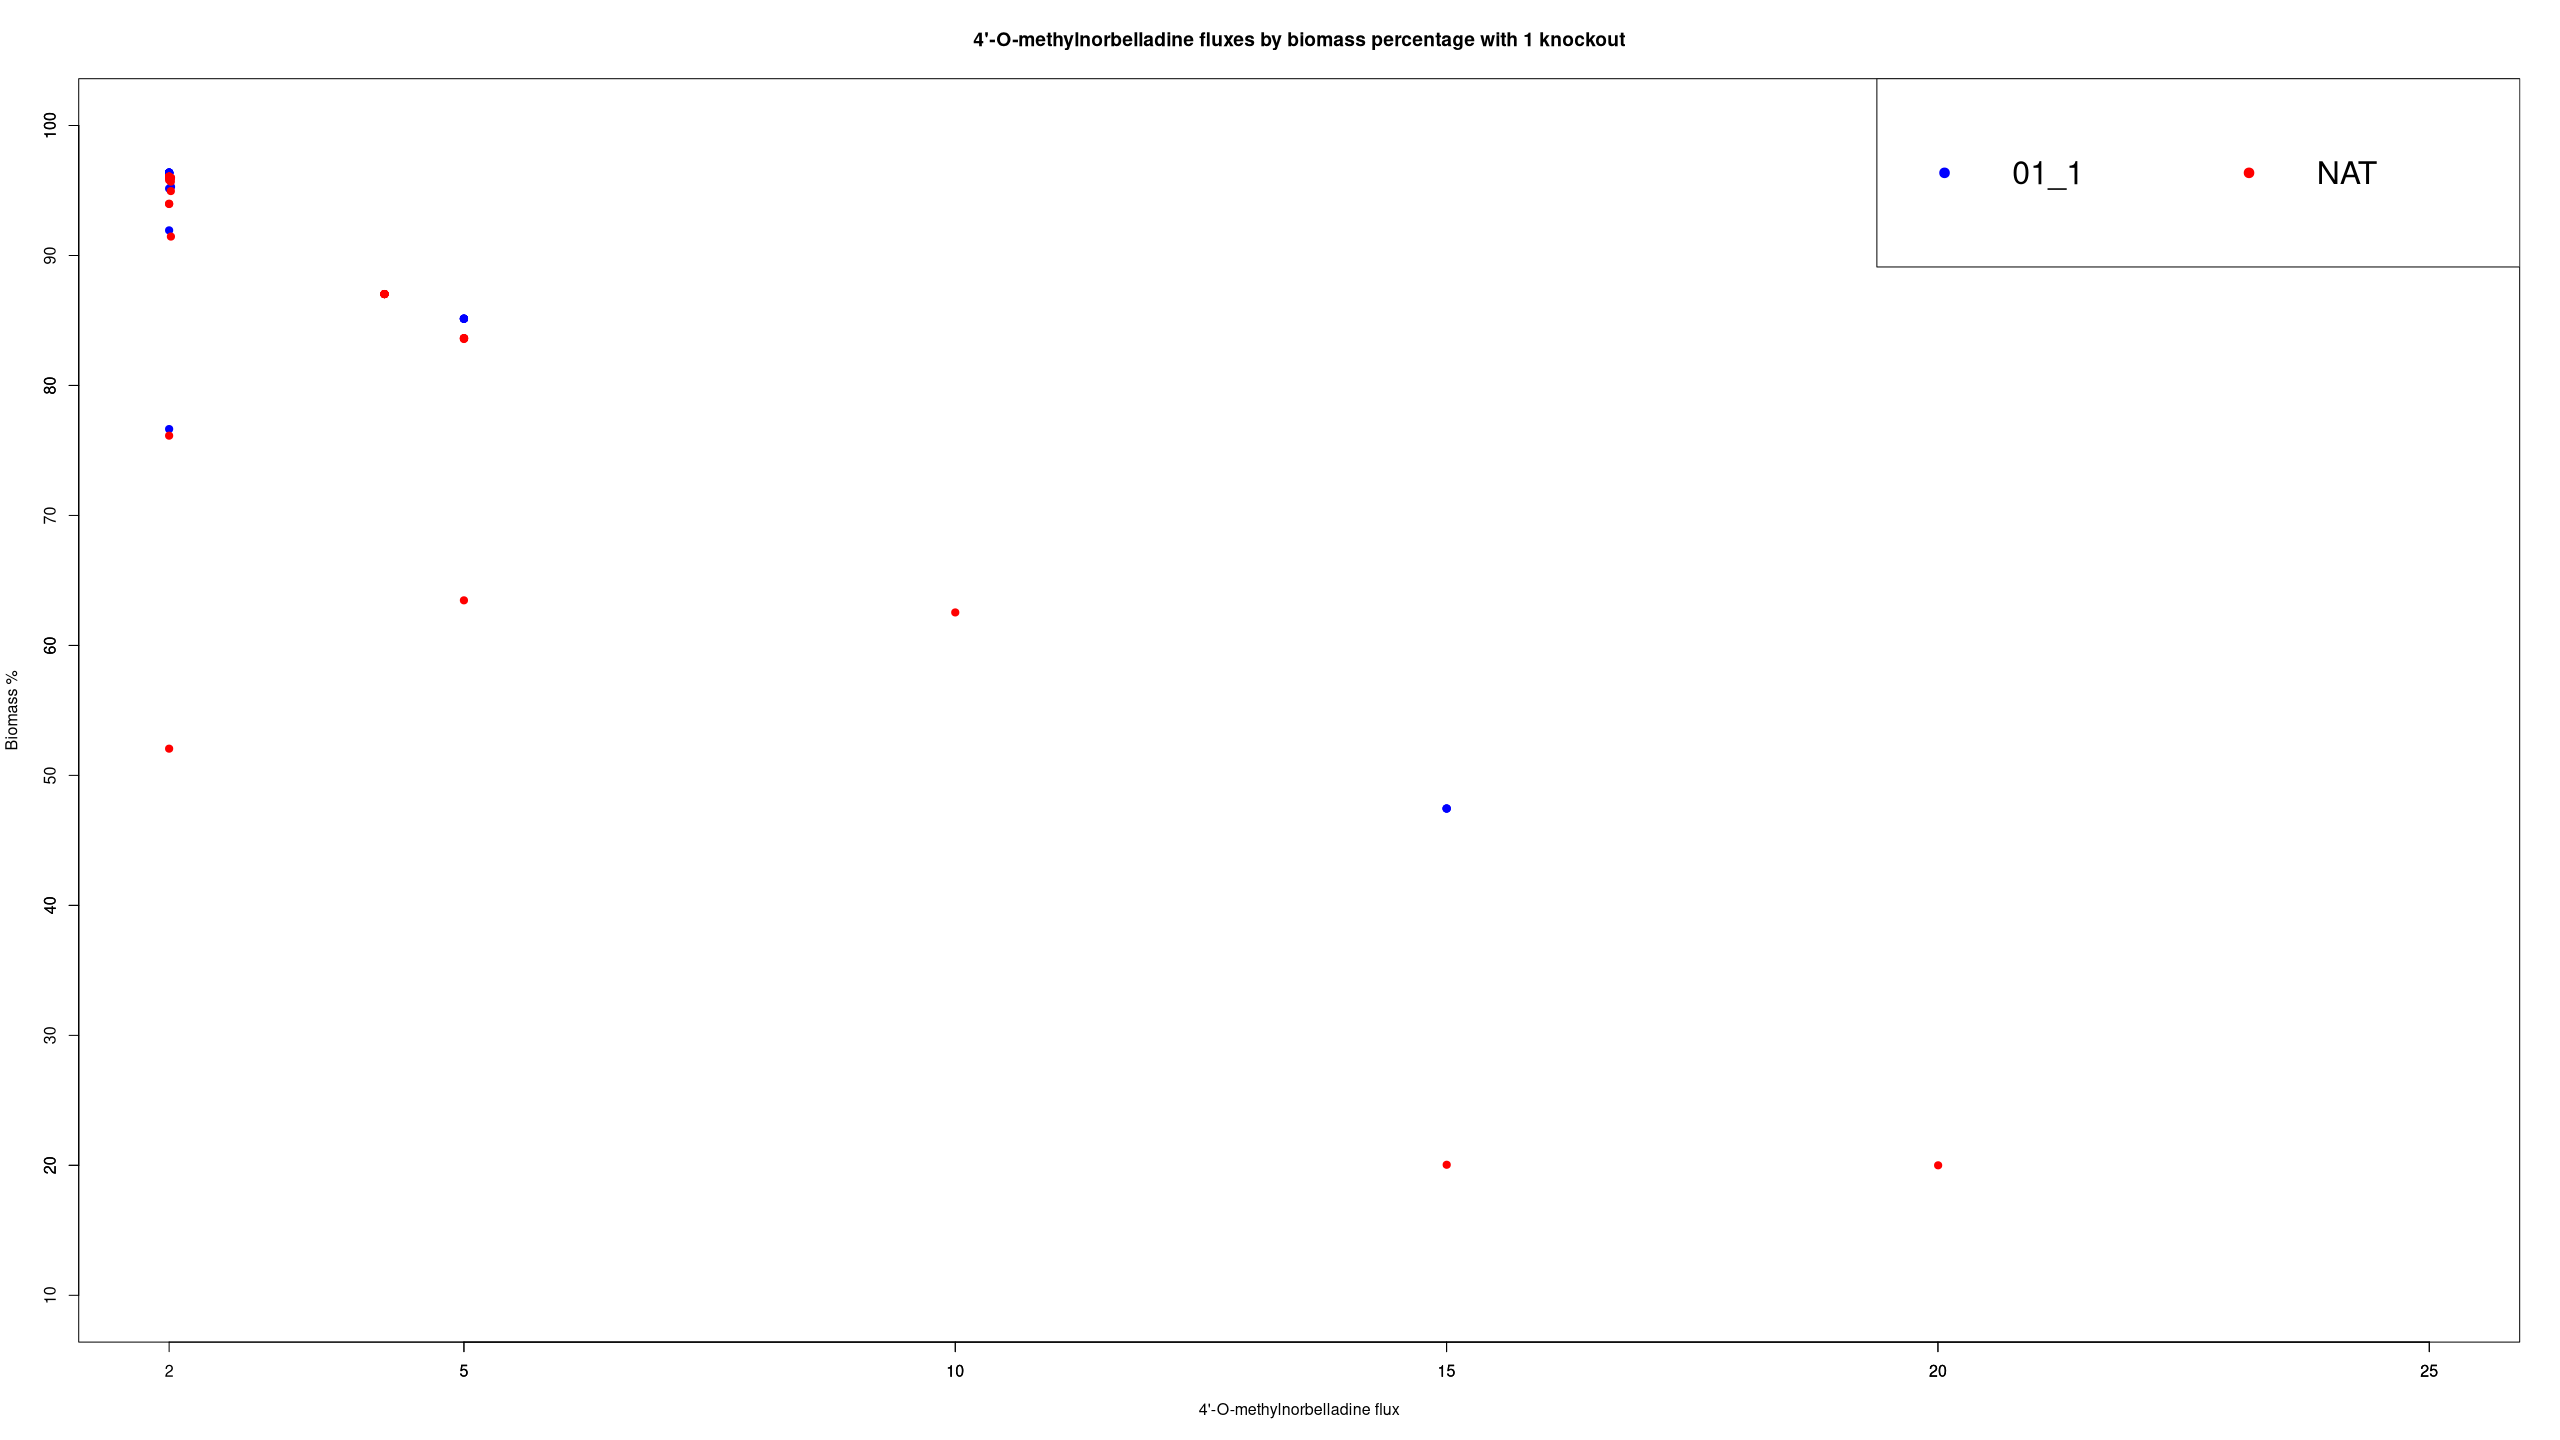 4'-O-methylnorbelladine fluxes by biomass percentage with 1 knockout
01_1 NAT
100
90
80
70
60
50
40
30
20
10
Biomass %
2 5 10 15 20 25
4'-O-methylnorbelladine flux